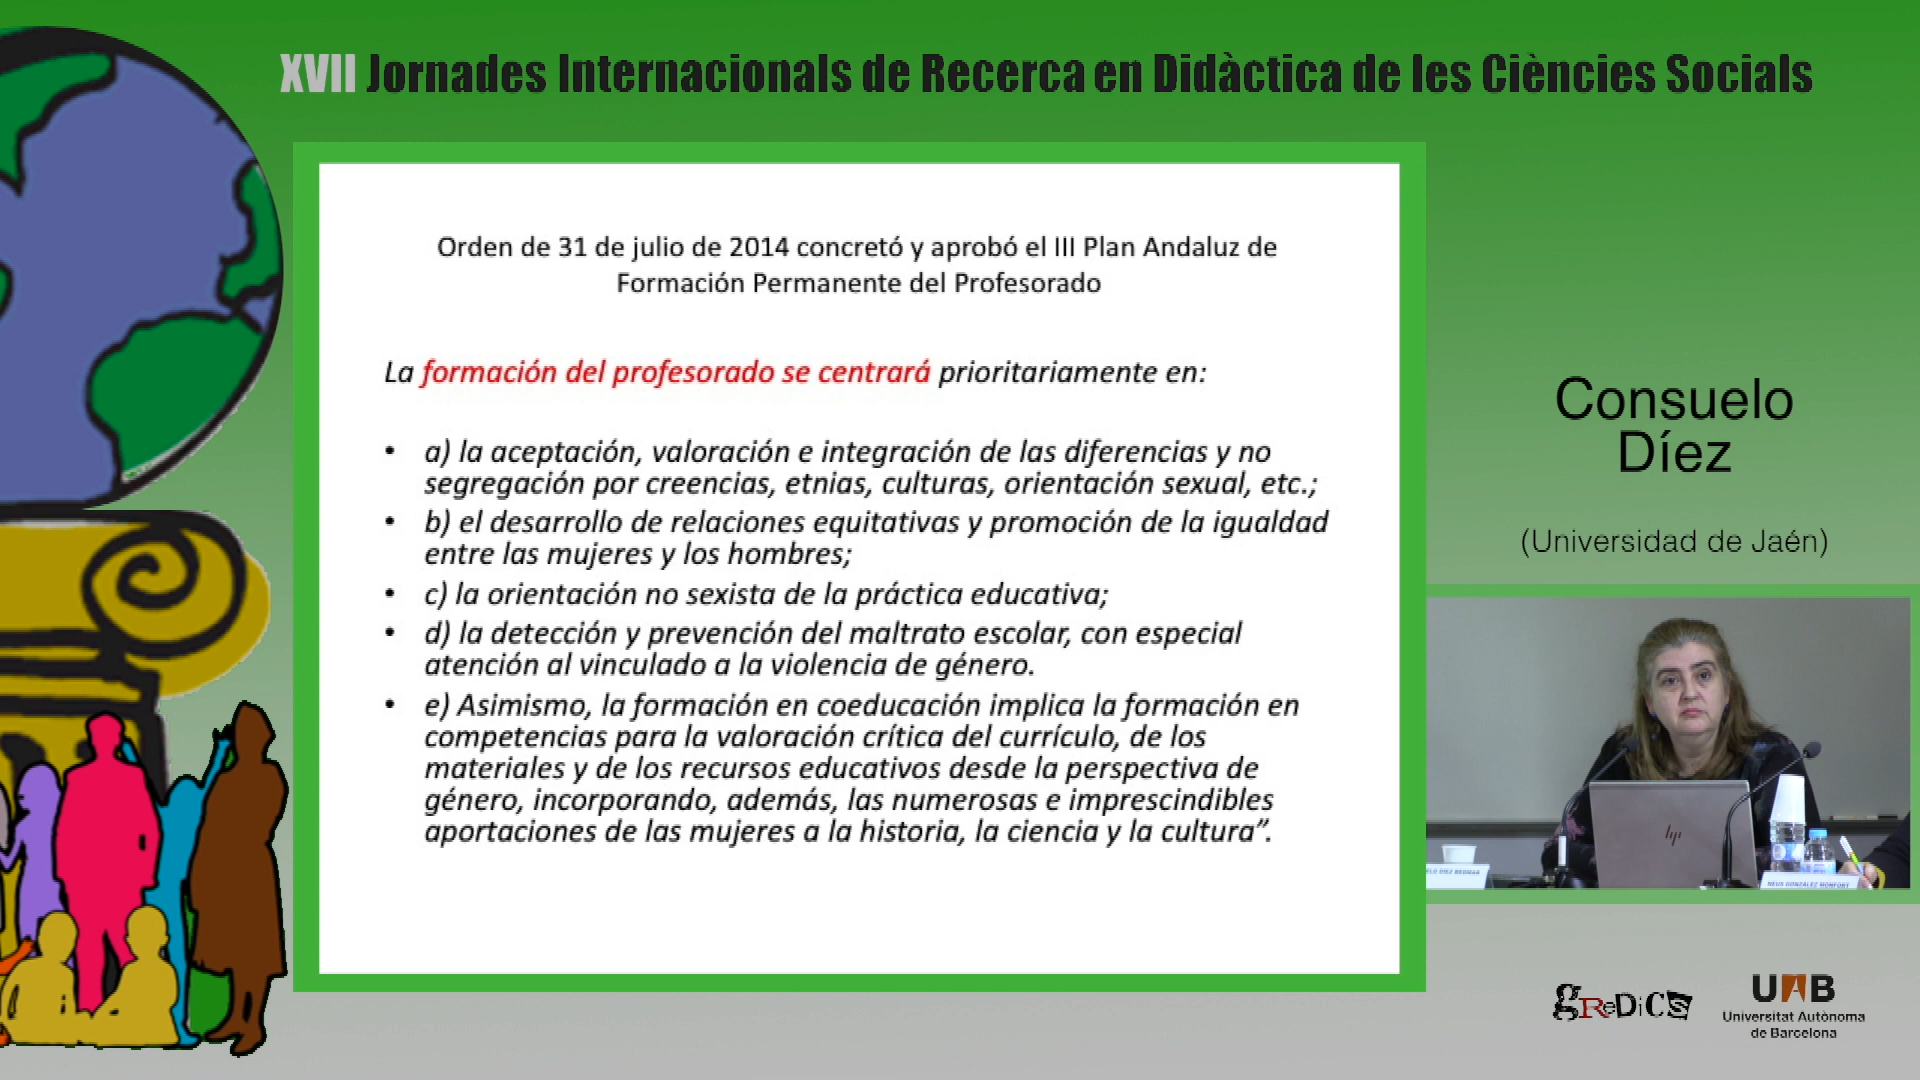 XVII Jornades Internacionals de Recerca en Didàctica de les Ciències Socials
Orden de 31 de julio de 2014 concretó y aprobó el III Plan Andaluz de
Formación Permanente del Profesorado
La formación del profesorado se centrará prioritariamente en:
• a) la aceptación, valoración e integración de las diferencias y no
segregación por creencias, etnias, culturas, orientación sexual, etc.;
• b) el desarrollo de relaciones equitativas y promoción de la igualdad
entre las mujeres y los hombres;
• c) la orientación no sexista de la práctica educativa;
• d) la detección y prevención del maltrato escolar, con especial
atención al vinculado a la violencia de género.
• e) Asimismo, la formación en coeducación implica la formación en
competencias para la valoración crítica del currículo, de los
materiales y de los recursos educativos desde la perspectiva de
género, incorporando, además, las numerosas e imprescindibles
aportaciones de las mujeres a la historia, la ciencia y la cultura”.
Consuelo
Díez
(Universidad de Jaén)
hp
ELO DÍEZ BEDMAR
NEUS GONZÁLEZ MONFORT
gReDiCs
UAB
Universitat Autònoma
de Barcelona